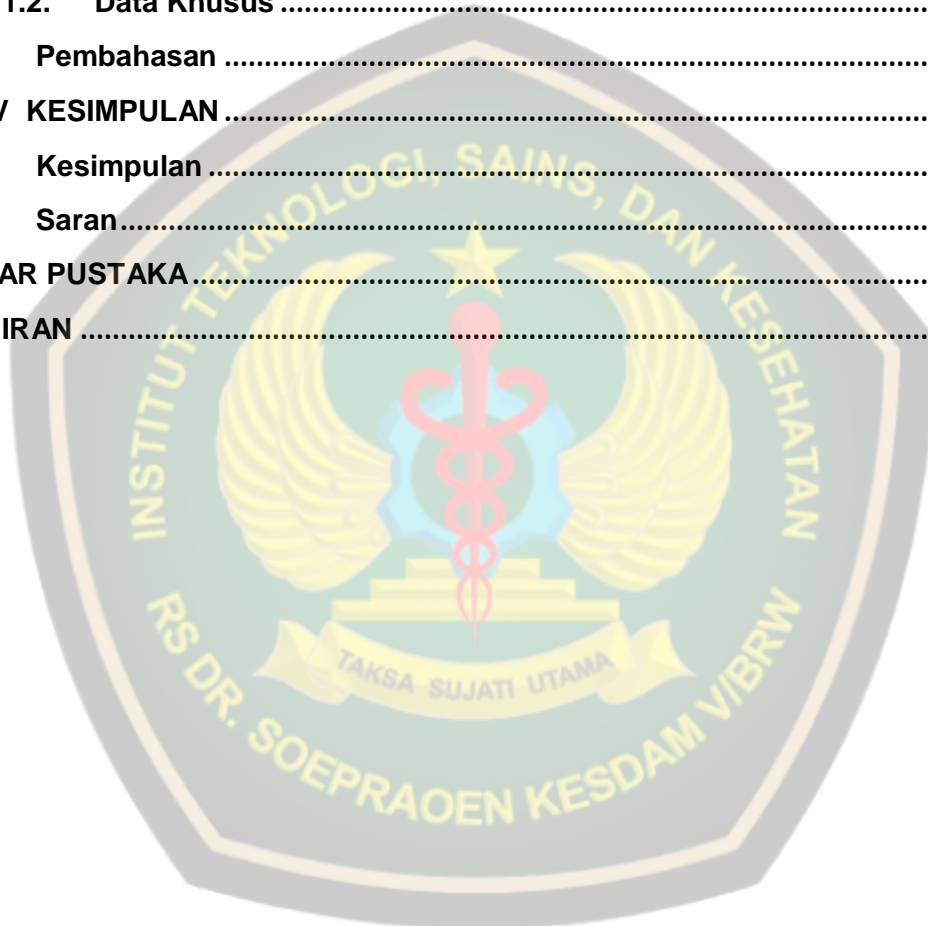 1.2. Data Khusus ....................................................................................
Pembahasan ............................................................................................
V KESIMPULAN ........................................................................................
Kesimpulan ..............................................................................................
Saran ........................................................................................................
AR PUSTAKA ............................................................................................
IRAN .........................................................................................................
INSTITUT TEKNOLOGI, SAINS, DAN KESEHATAN
TAKSA SUJATI UTAMA
RS DR. SOEPRAOEN KESDAM V/BRW